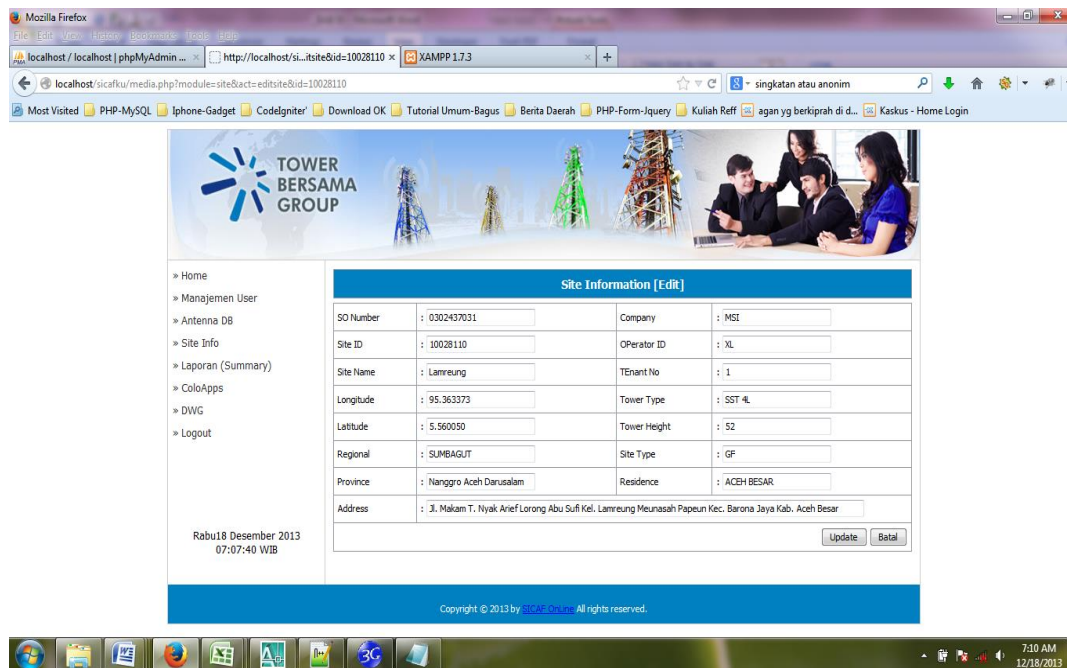 Mozilla Firefox
File Edit View History Bookmarks Tools Help
localhost / localhost | phpMyAdmin ... × http://localhost/si...itsite&id=10028110 × XAMPP 1.7.3 × +
localhost/sicafku/media.php?module=site&act=editsite&id=10028110 singkatan atau anonim
Most Visited PHP-MySQL Iphone-Gadget CodeIgniter' Download OK Tutorial Umum-Bagus Berita Daerah PHP-Form-Jquery Kuliah Reff agan yg berkiprah di d... Kaskus - Home Login
TOWER
BERSAMA
GROUP
» Home
» Manajemen User
» Antenna DB
» Site Info
» Laporan (Summary)
» ColoApps
» DWG
» Logout
Rabu18 Desember 2013
07:07:40 WIB
Site Information [Edit]
SO Number : 0302437031 Company : MSI
Site ID : 10028110 OPerator ID : XL
Site Name : Lamreung TEnant No : 1
Longitude : 95.363373 Tower Type : SST 4L
Latitude : 5.560050 Tower Height : 52
Regional : SUMBAGUT Site Type : GF
Province : Nanggro Aceh Darusalam Residence : ACEH BESAR
Address : Jl. Makam T. Nyak Arief Lorong Abu Sufi Kel. Lamreung Meunasah Papeun Kec. Barona Jaya Kab. Aceh Besar
Update Batal
Copyright © 2013 by SICAF OnLine All rights reserved.
3G
7:10 AM
12/18/2013